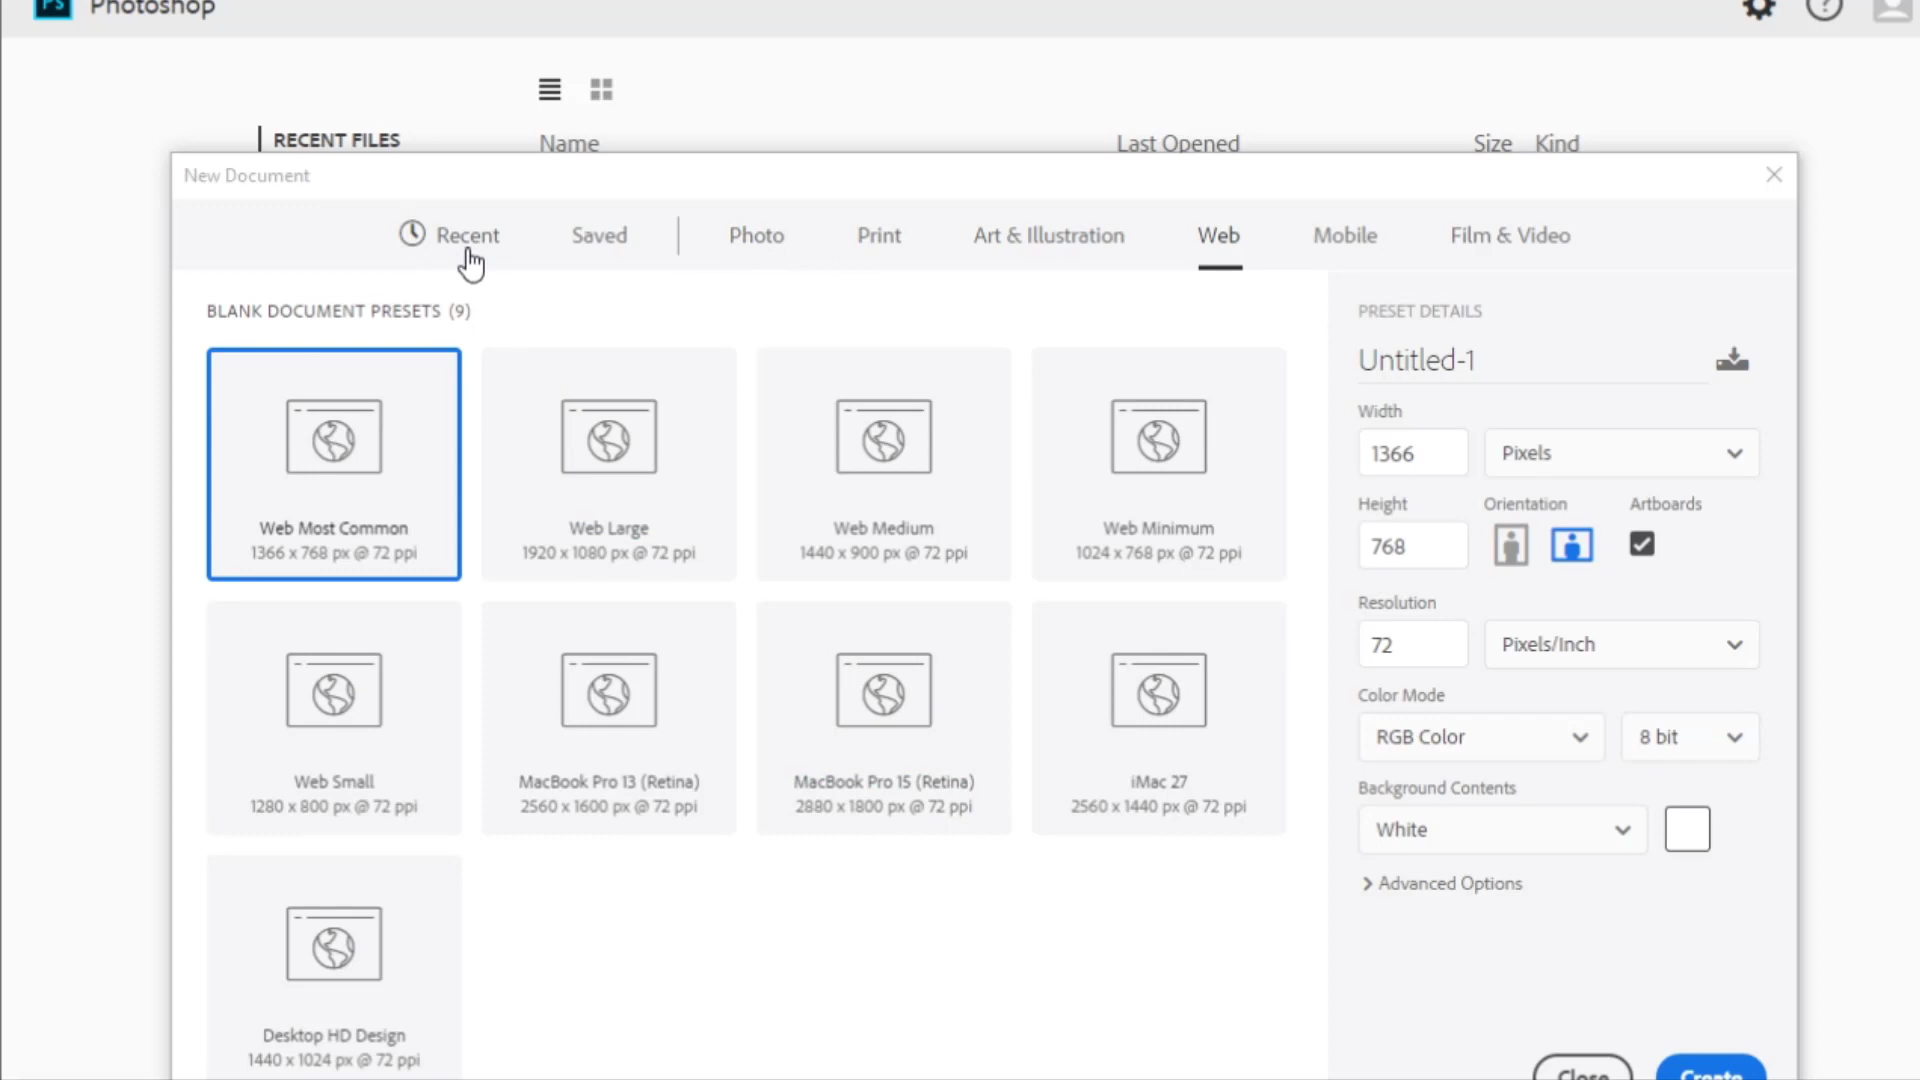 Ps Photoshop
RECENT FILES Name Last Opened Size Kind
New Document
Recent Saved Photo Print Art & Illustration Web Mobile Film & Video
BLANK DOCUMENT PRESETS (9)
PRESET DETAILS
Untitled-1
Width
1366 Pixels
Height Orientation Artboards
768
Resolution
72 Pixels/Inch
Color Mode
RGB Color 8 bit
Background Contents
White
Advanced Options
Web Most Common
1366 x 768 px @ 72 ppi
Web Large
1920 x 1080 px @ 72 ppi
Web Medium
1440 x 900 px @ 72 ppi
Web Minimum
1024 x 768 px @ 72 ppi
Web Small
1280 x 800 px @ 72 ppi
MacBook Pro 13 (Retina)
2560 x 1600 px @ 72 ppi
MacBook Pro 15 (Retina)
2880 x 1800 px @ 72 ppi
iMac 27
2560 x 1440 px @ 72 ppi
Desktop HD Design
1440 x 1024 px @ 72 ppi
Close Create